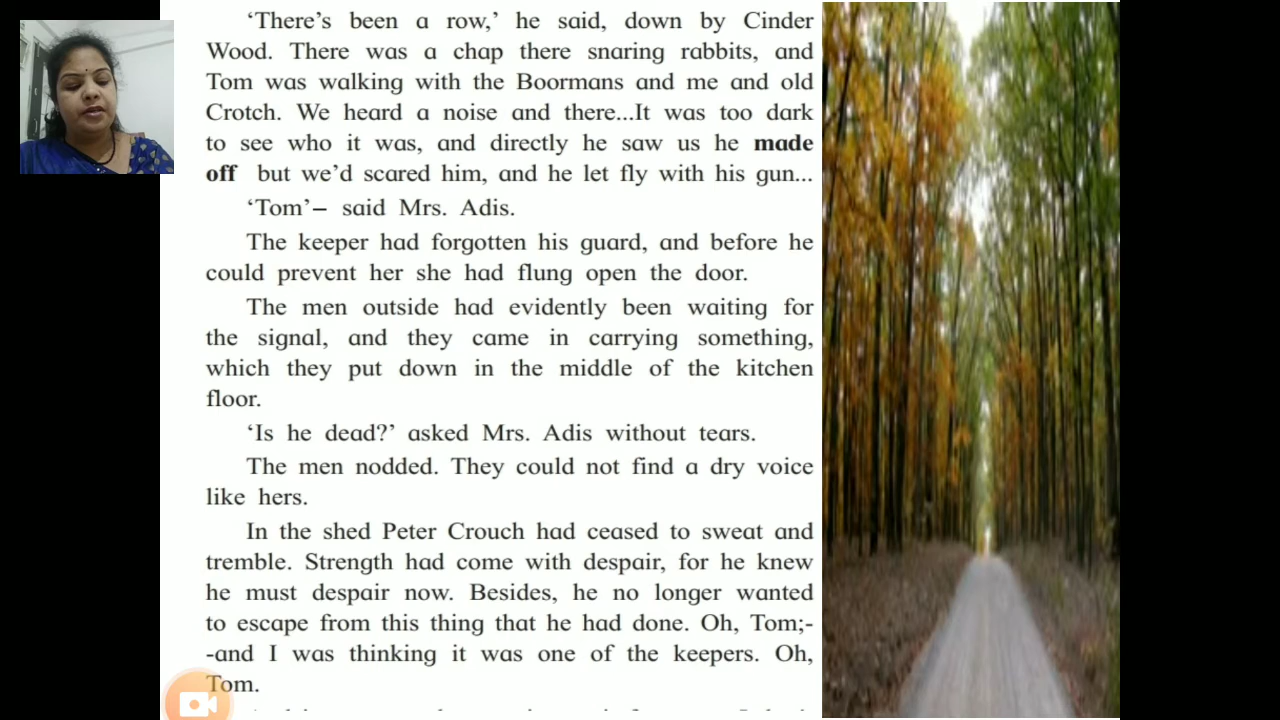 ‘There’s been a row,’ he said, down by Cinder
Wood. There was a chap there snaring rabbits, and
Tom was walking with the Boormans and me and old
Crotch. We heard a noise and there...It was too dark
to see who it was, and directly he saw us he made
off but we’d scared him, and he let fly with his gun...
‘Tom’– said Mrs. Adis.
The keeper had forgotten his guard, and before he
could prevent her she had flung open the door.
The men outside had evidently been waiting for
the signal, and they came in carrying something,
which they put down in the middle of the kitchen
floor.
‘Is he dead?’ asked Mrs. Adis without tears.
The men nodded. They could not find a dry voice
like hers.
In the shed Peter Crouch had ceased to sweat and
tremble. Strength had come with despair, for he knew
he must despair now. Besides, he no longer wanted
to escape from this thing that he had done. Oh, Tom;-
-and I was thinking it was one of the keepers. Oh,
Tom.